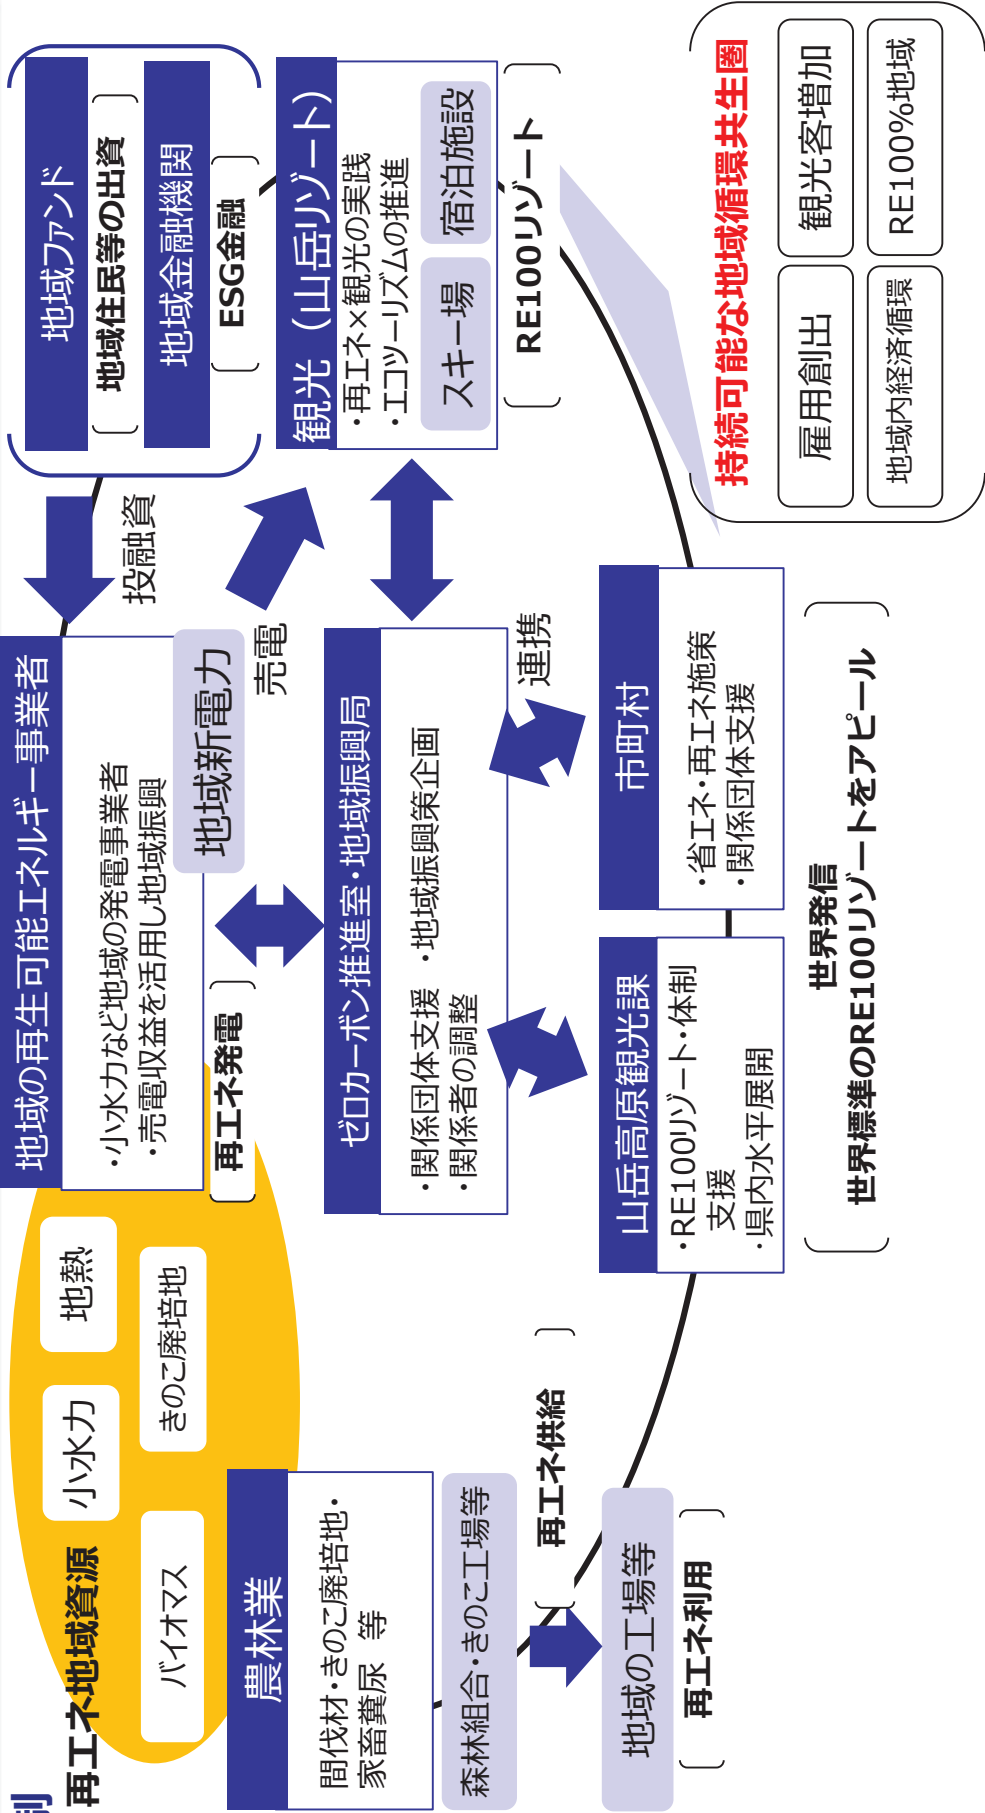 制
再エネ地域資源
小水力
地熱
バイオマス
きのこ廃培地
農林業
間伐材・きのこ廃培地・
家畜糞尿 等
森林組合・きのこ工場等
再エネ供給
地域の工場等
再エネ利用
地域の再生可能エネルギー事業者
・小水力など地域の発電事業者
・売電収益を活用し地域振興
地域新電力
再エネ発電
売電
投融資
地域ファンド
地域住民等の出資
地域金融機関
ESG金融
ゼロカーボン推進室・地域振興局
・関係団体支援 ・地域振興策企画
・関係者の調整
連携
観光（山岳リゾート）
・再エネ×観光の実践
・エコツーリズムの推進
スキー場
宿泊施設
RE100リゾート
山岳高原観光課
・RE100リゾート・体制
支援
・県内水平展開
市町村
・省エネ・再エネ施策
・関係団体支援
世界発信
世界標準のRE100リゾートをアピール
持続可能な地域循環共生圏
雇用創出
観光客増加
地域内経済循環
RE100%地域